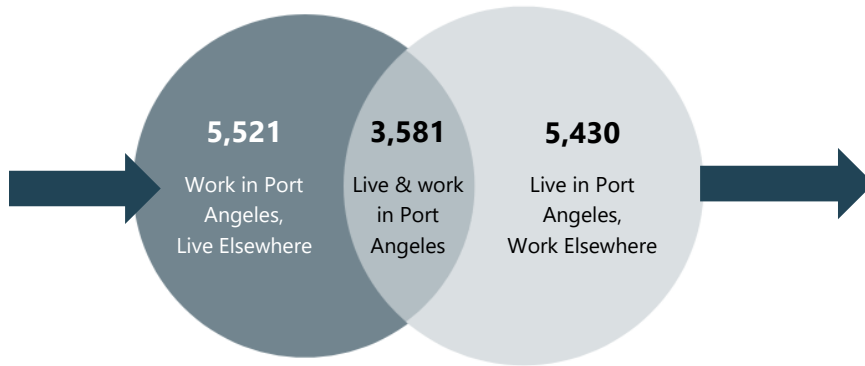 5,521
Work in Port
Angeles,
Live Elsewhere
3,581
Live & work
in Port
Angeles
5,430
Live in Port
Angeles,
Work Elsewhere